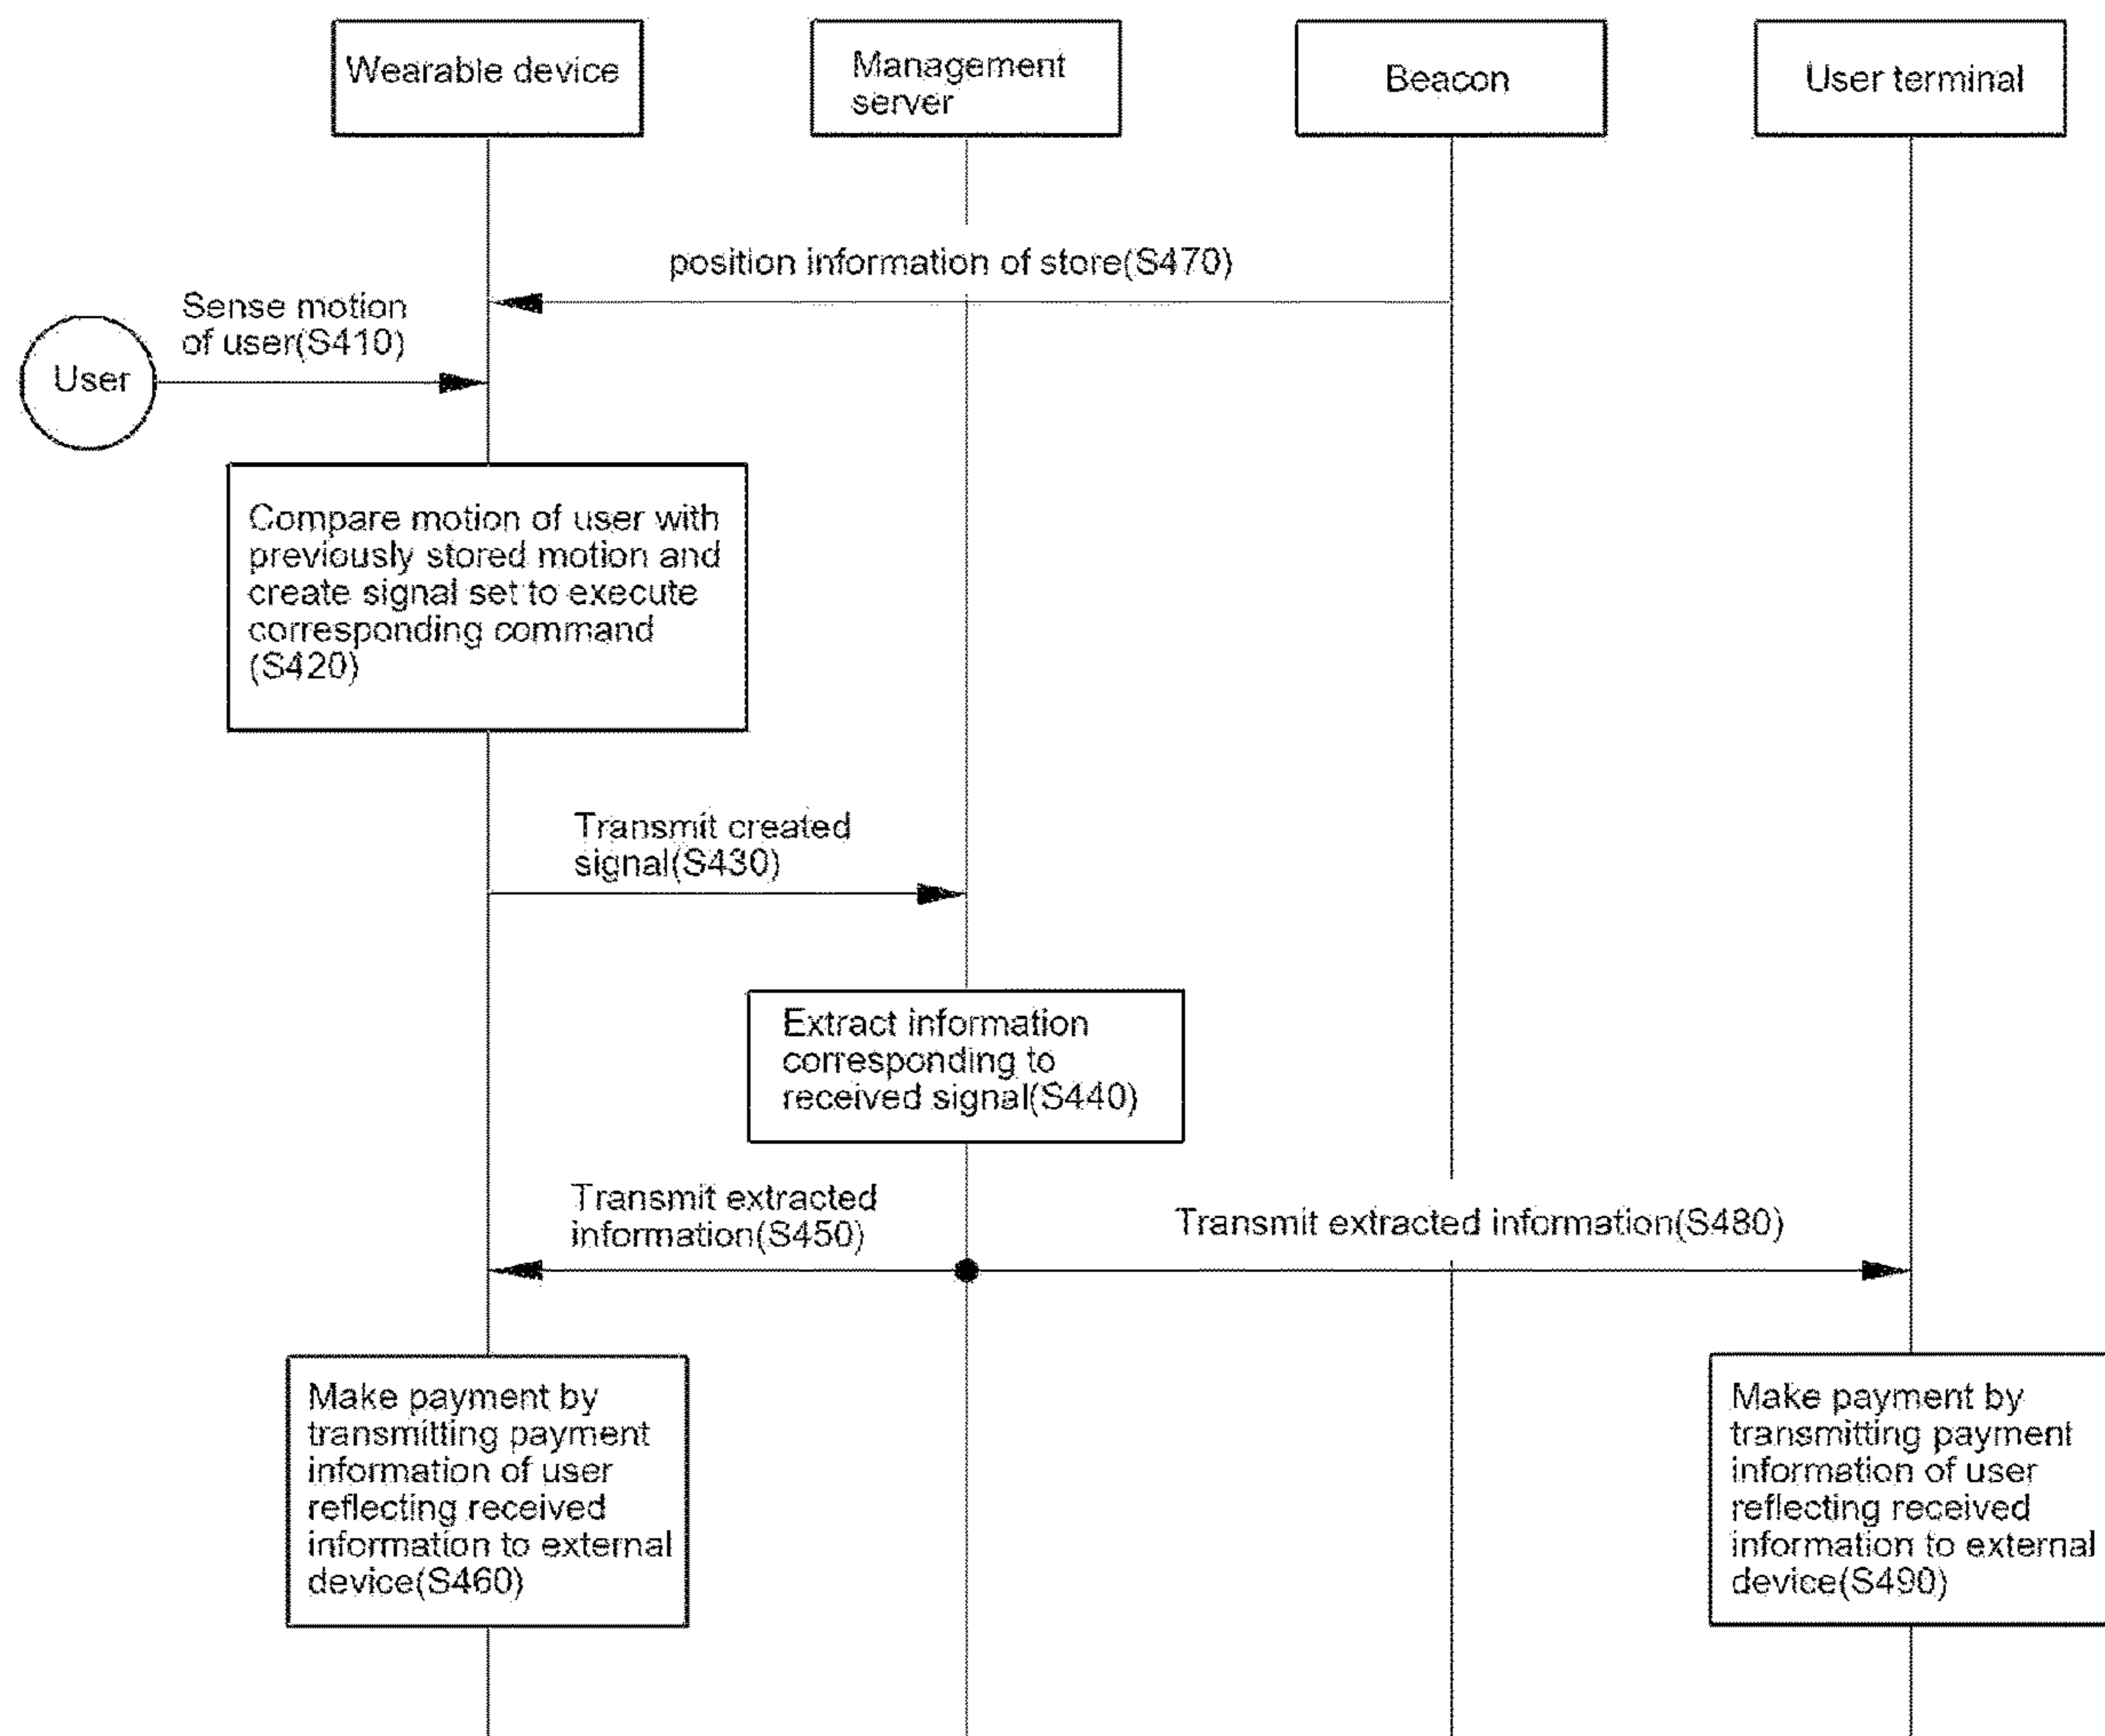 Wearable device
Management
server
Beacon
User terminal
position information of store(S470)
Sense motion
of user(S410)
User
Compare motion of user with
previously stored motion and
create signal set to execute
corresponding command
(S420)
Transmit created
signal(S430)
Extract information
corresponding to
received signal(S440)
Transmit extracted
information(S450)
Transmit extracted information(S480)
Make payment by
transmitting payment
information of user
reflecting received
information to external
device(S460)
Make payment by
transmitting payment
information of user
reflecting received
information to external
device(S490)